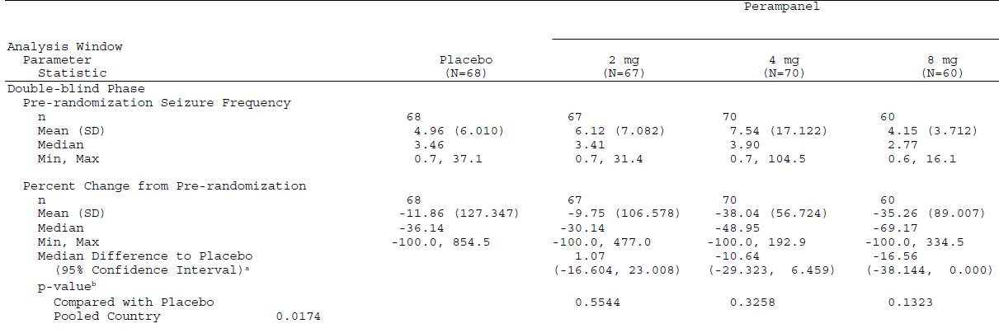 Perampanel
Analysis Window
Parameter Placebo 2 mg 4 mg 8 mg
Statistic (N=68) (N=67) (N=70) (N=60)
Double-blind Phase
Pre-randomization Seizure Frequency
n 68 67 70 60
Mean (SD) 4.96 (6.010) 6.12 (7.082) 7.54 (17.122) 4.15 (3.712)
Median 3.46 3.41 3.90 2.77
Min, Max 0.7, 37.1 0.7, 31.4 0.7, 104.5 0.6, 16.1
Percent Change from Pre-randomization
n 68 67 70 60
Mean (SD) -11.86 (127.347) -9.75 (106.578) -38.04 (56.724) -35.26 (89.007)
Median -36.14 -30.14 -48.95 -69.17
Min, Max -100.0, 854.5 -100.0, 477.0 -100.0, 192.9 -100.0, 334.5
Median Difference to Placebo 1.07 -10.64 -16.56
(95% Confidence Interval)ᵃ (-16.604, 23.008) (-29.323, 6.459) (-38.144, 0.000)
p-valueᵇ
Compared with Placebo 0.5544 0.3258 0.1323
Pooled Country 0.0174